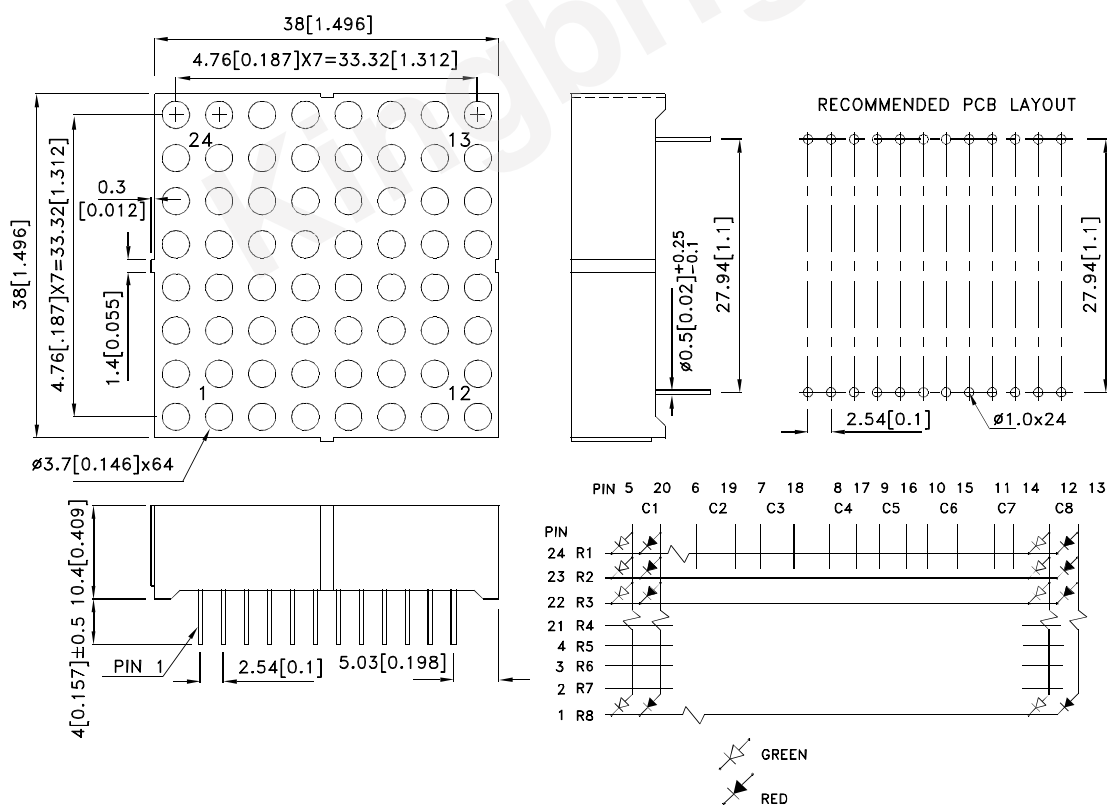 38[1.496]
4.76[0.187]X7=33.32[1.312]
24 13
0.3
[0.012]
38[1.496]
4.76[.187]X7=33.32[1.312]
1.4[0.055]
1 12
ø3.7[0.146]x64
Kingbri
ø0.5[0.02]+0.25
-0.1
27.94[1.1]
RECOMMENDED PCB LAYOUT
27.94[1.1]
2.54[0.1]
ø1.0x24
10.4[0.409]
4[0.157]±0.5
PIN 1
2.54[0.1]
5.03[0.198]
PIN 5 20 6 19 7 18 8 17 9 16 10 15 11 14 12 13
C1 C2 C3 C4 C5 C6 C7 C8
PIN
24 R1
23 R2
22 R3
21 R4
4 R5
3 R6
2 R7
1 R8
GREEN
RED